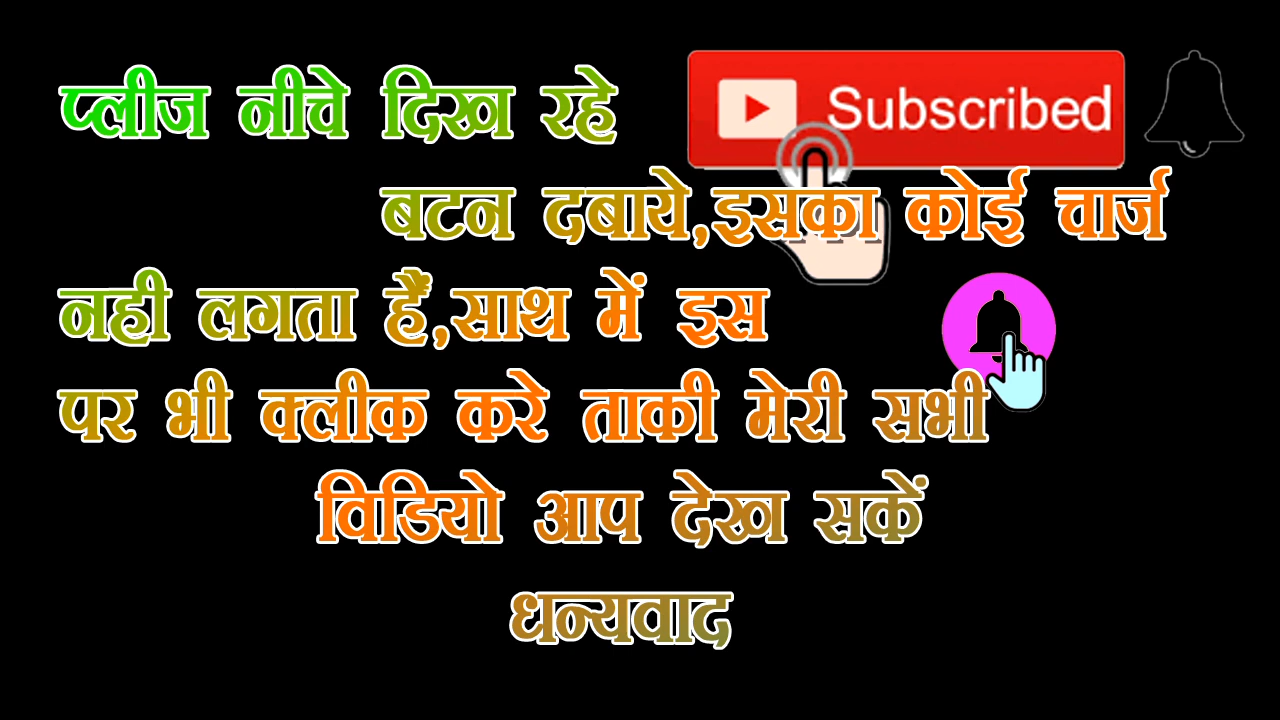 प्लीज नीचे दिख रहे Subscribed
बटन दबाये,इसका कोई चार्ज
नही लगता हैं,साथ में इस
पर भी क्लीक करे ताकी मेरी सभी
विडियो आप देख सकें
धन्यवाद